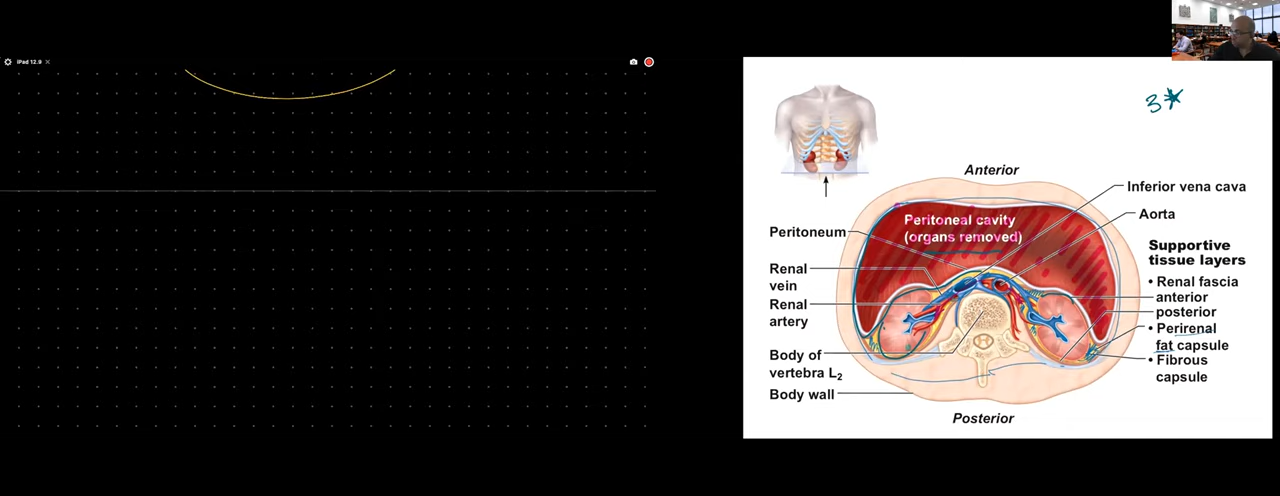 iPad 12.9
3*
Anterior
Inferior vena cava
Aorta
Peritoneal cavity
(organs removed)
Peritoneum
Renal
vein
Renal
artery
Body of
vertebra L2
Body wall
Supportive
tissue layers
• Renal fascia
anterior
posterior
• Perirenal
fat capsule
• Fibrous
capsule
Posterior